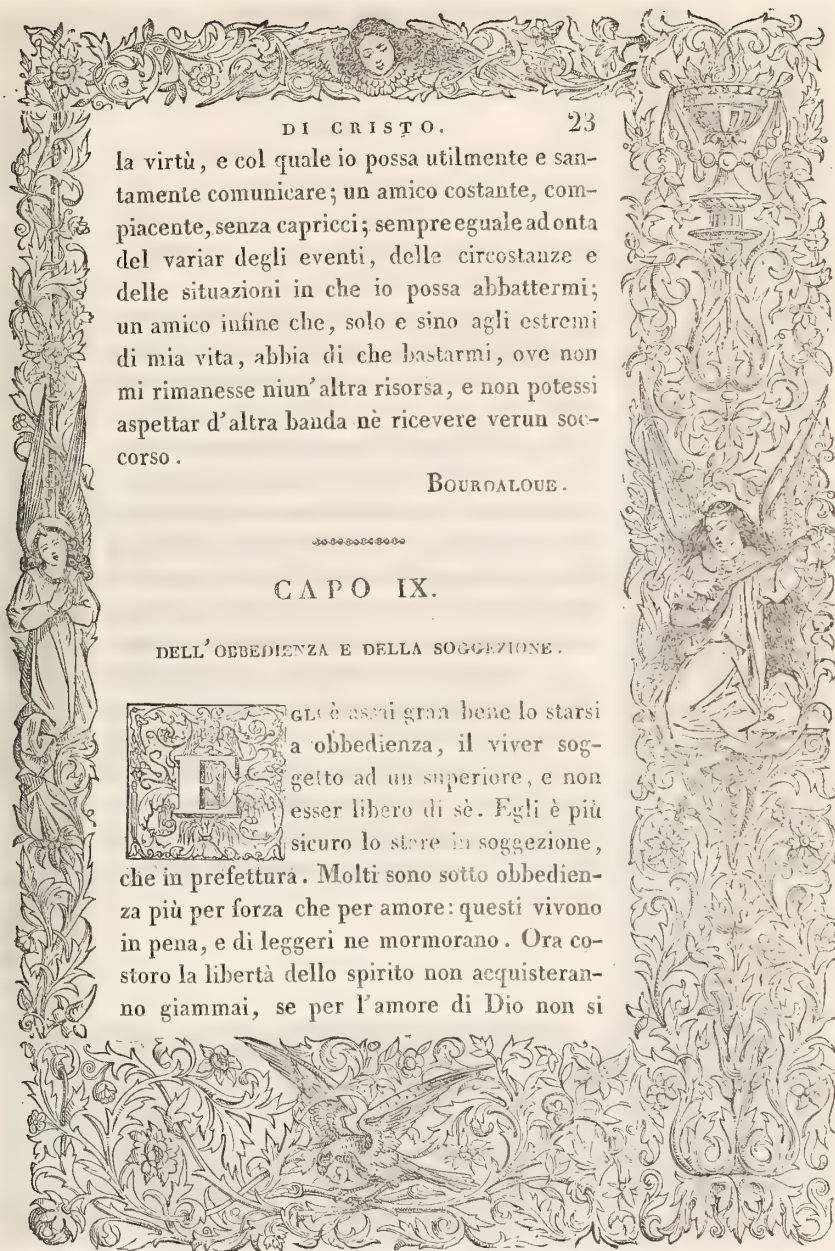 DI CRISTO. 23
la virtù, e col quale io possa utilmente e san-
tamente comunicare; un amico costante, com-
piacente, senza capricci; sempre eguale ad onta
del variar degli eventi, delle circostanze e
delle situazioni in che io possa abbattermi;
un amico infine che, solo e sino agli estremi
di mia vita, abbia di che bastarmi, ove non
mi rimanesse niun'altra risorsa, e non potessi
aspettar d'altra banda nè ricevere verun soc-
corso.
BOURDALOUE.
CAPO IX.
DELL'OBBEDIENZA E DELLA SOGGEZIONE.
EGLI è assai gran bene lo starsi
a obbedienza, il viver sog-
getto ad un superiore, e non
esser libero di sè. Egli è più
sicuro lo stare in soggezione,
che in prefettura. Molti sono sotto obbedien-
za più per forza che per amore: questi vivono
in pena, e di leggeri ne mormorano. Ora co-
storo la libertà dello spirito non acquisteran-
no giammai, se per l'amore di Dio non si